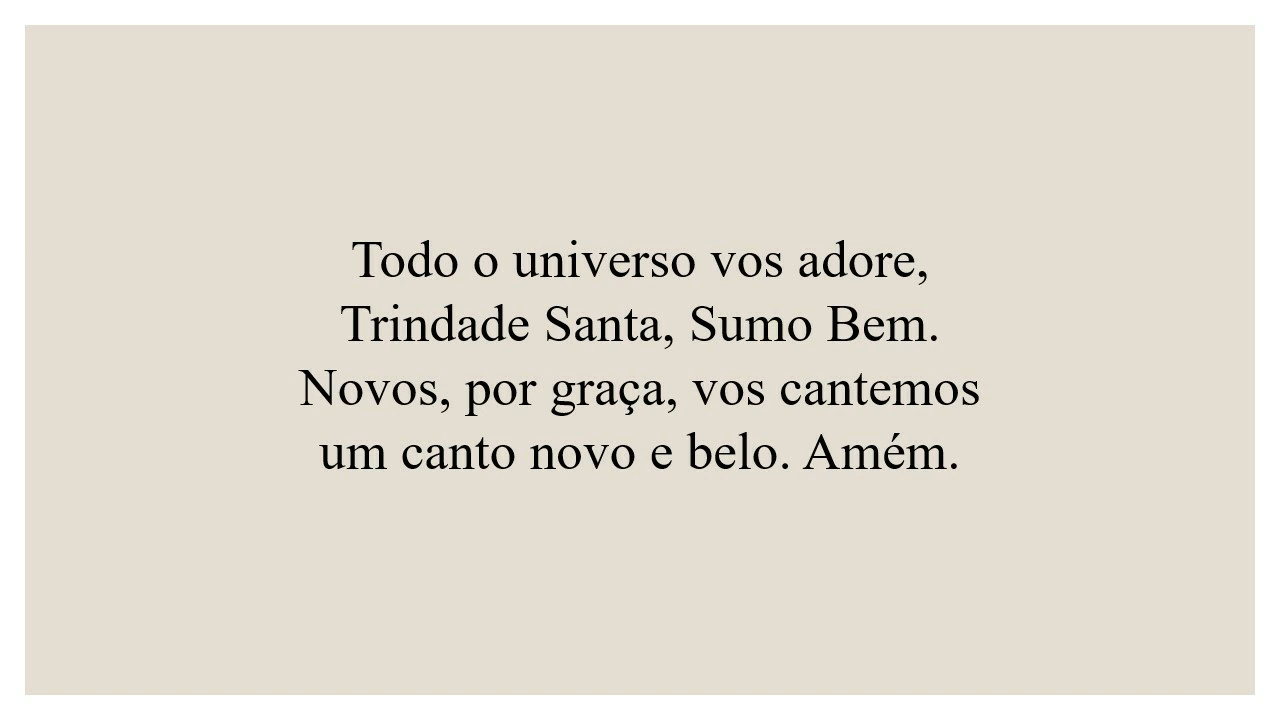 Todo o universo vos adore,
Trindade Santa, Sumo Bem.
Novos, por graça, vos cantemos
um canto novo e belo. Amém.